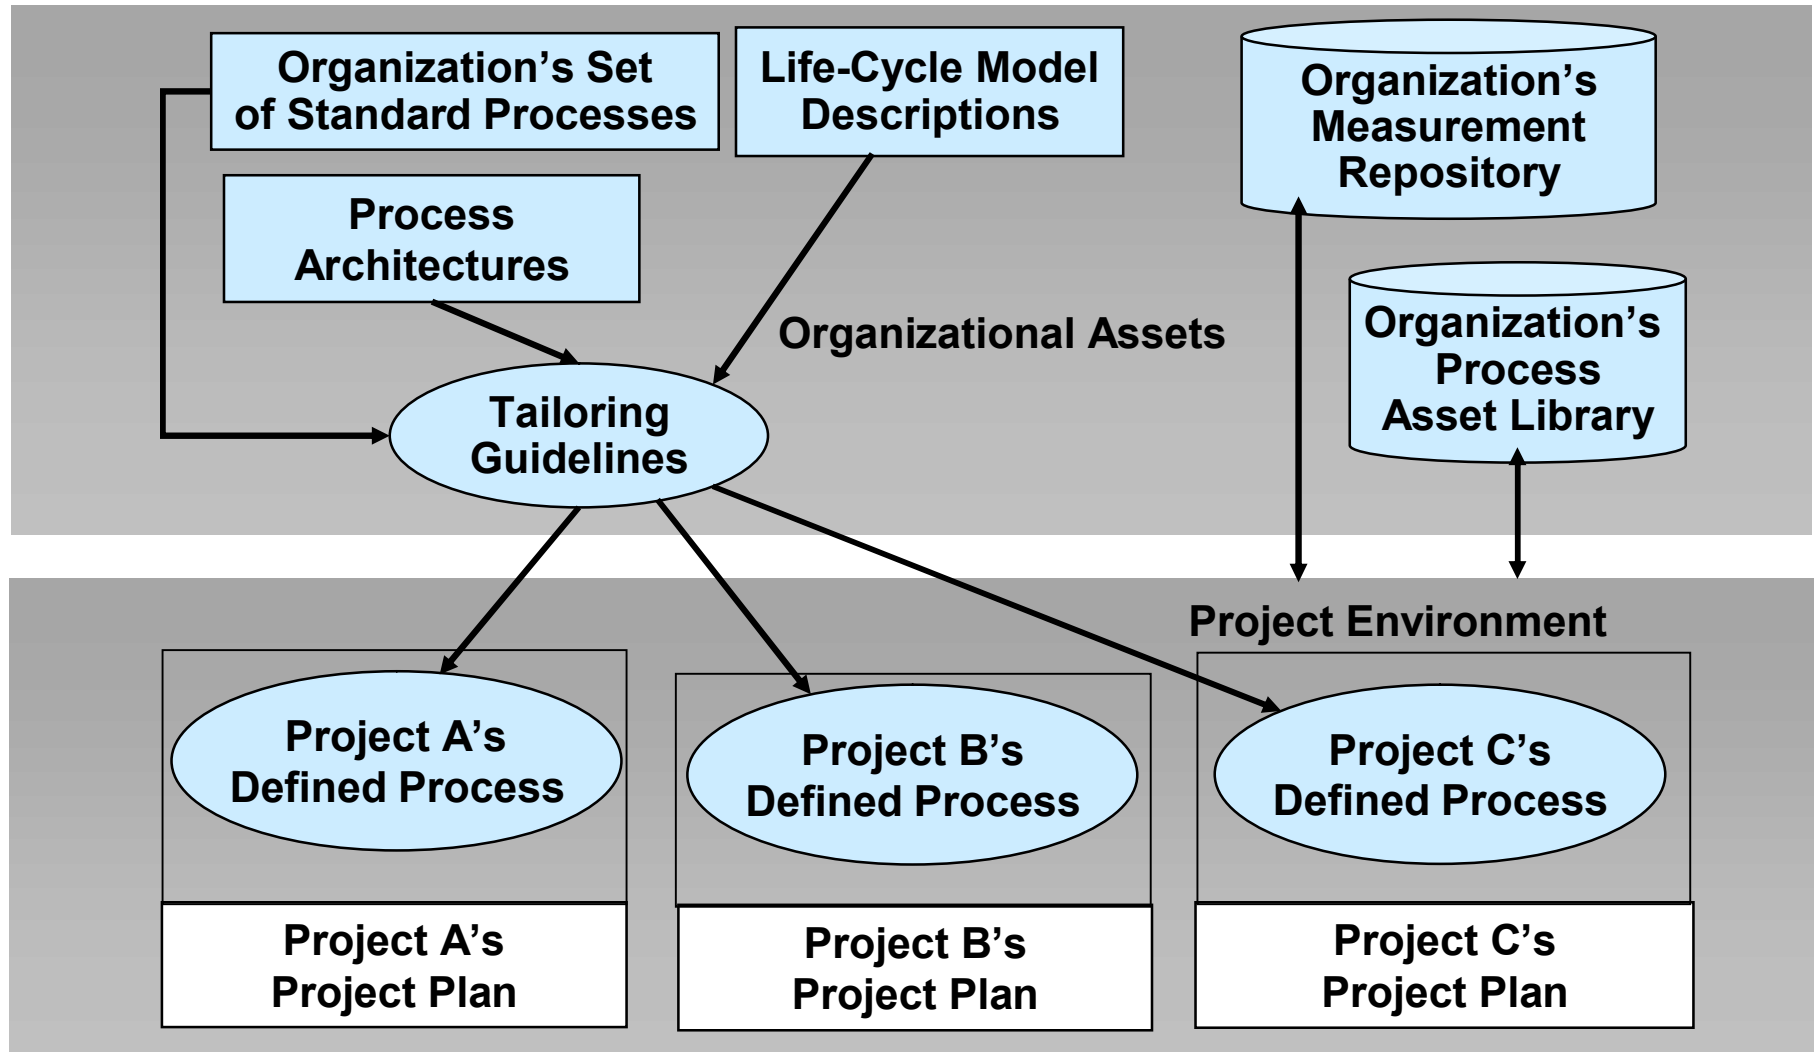 Organization’s Set
of Standard Processes
Life-Cycle Model
Descriptions
Organization’s
Measurement
Repository
Process
Architectures
Organizational Assets
Organization’s
Process
Asset Library
Tailoring
Guidelines
Project Environment
Project A’s
Defined Process
Project B’s
Defined Process
Project C’s
Defined Process
Project A’s
Project Plan
Project B’s
Project Plan
Project C’s
Project Plan